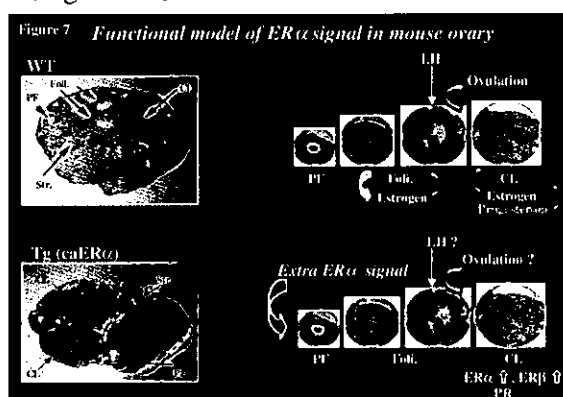 Figure 7 Functional model of ERα signal in mouse ovary
WT
Foll.
PF
Str.
LH
Ovulation
PF Foll. CL
Estrogen Estrogen
Progesterone
Tg (caERα)
Extra ERα signal
LH ?
Ovulation ?
PF Foll. CL
CL
ERα ⇧, ERβ ⇧
PR